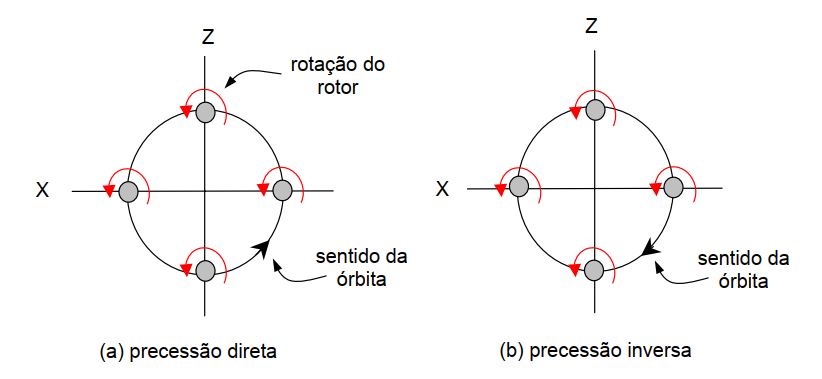 Z
rotação do
rotor
X
sentido da
órbita
(a) precessão direta
Z
X
sentido da
órbita
(b) precessão inversa